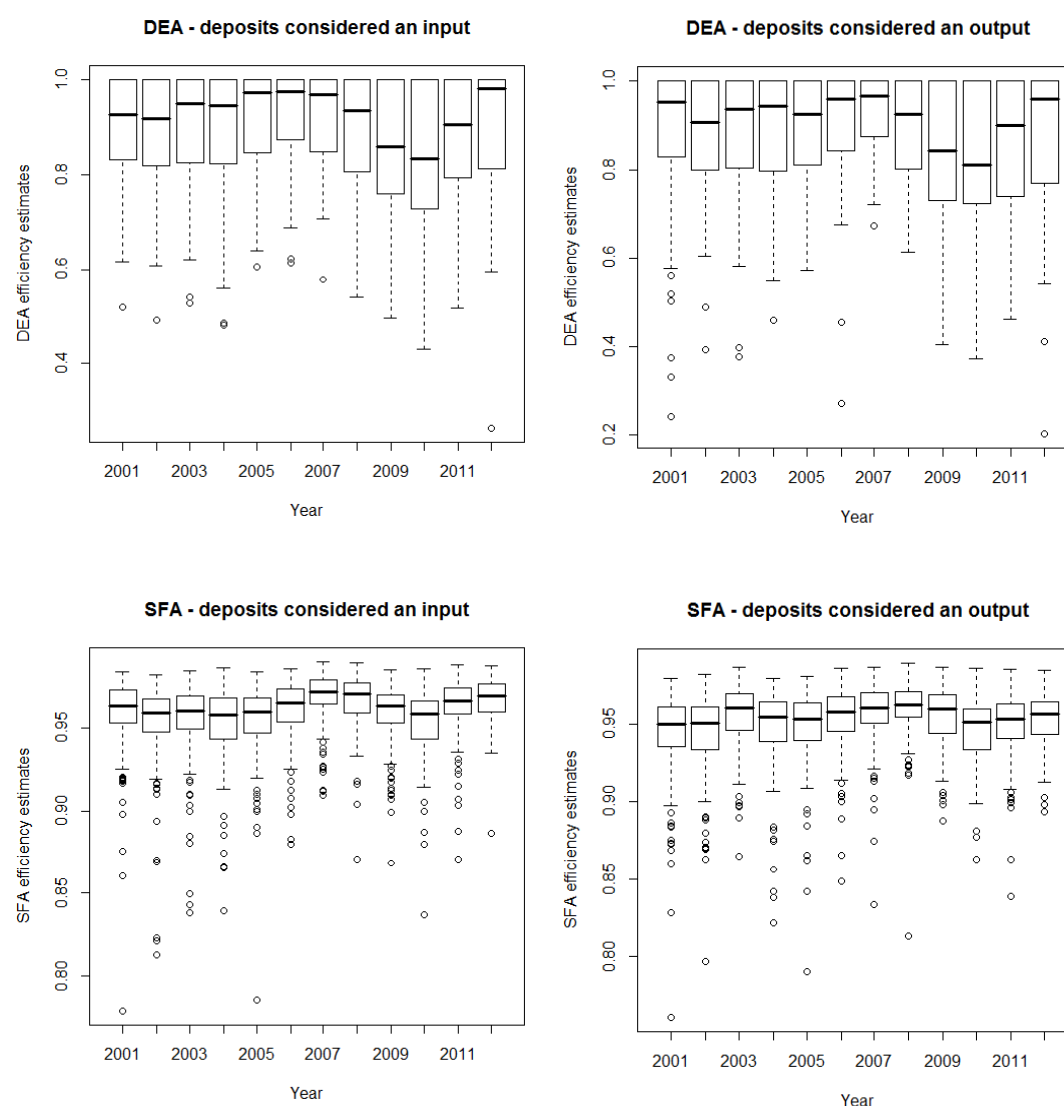 DEA - deposits considered an input
DEA efficiency estimates
1.0
0.8
0.6
0.4
2001 2003 2005 2007 2009 2011
Year
DEA - deposits considered an output
DEA efficiency estimates
1.0
0.8
0.6
0.4
0.2
2001 2003 2005 2007 2009 2011
Year
SFA - deposits considered an input
SFA efficiency estimates
0.95
0.90
0.85
0.80
2001 2003 2005 2007 2009 2011
Year
SFA - deposits considered an output
SFA efficiency estimates
0.95
0.90
0.85
0.80
2001 2003 2005 2007 2009 2011
Year